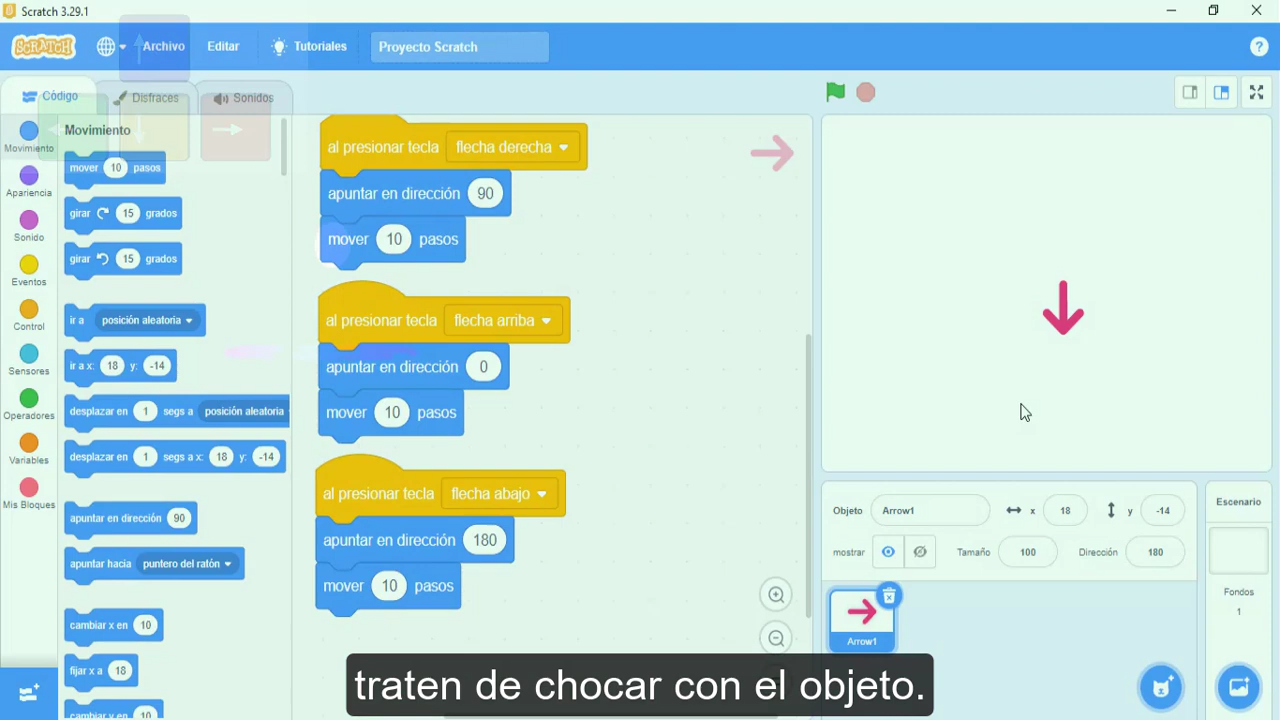 Scratch 3.29.1
SCRATCH
Archivo
Editar
Tutoriales
Proyecto Scratch
?
Código
Disfraces
Sonidos
Movimiento
Movimiento
Apariencia
Sonido
Eventos
Control
Sensores
Operadores
Variables
Mis Bloques
mover 10 pasos
girar 15 grados
girar 15 grados
ir a posición aleatoria
ir a x: 18 y: -14
desplazar en 1 segs a posición aleatoria
desplazar en 1 segs a x: 18 y: -14
apuntar en dirección 90
apuntar hacia puntero del ratón
cambiar x en 10
fijar x a 18
cambiar y en 10
al presionar tecla flecha derecha
apuntar en dirección 90
mover 10 pasos
al presionar tecla flecha arriba
apuntar en dirección 0
mover 10 pasos
al presionar tecla flecha abajo
apuntar en dirección 180
mover 10 pasos
Objeto Arrow1 x 18 y -14
mostrar Tamaño 100 Dirección 180
Arrow1
Escenario
Fondos
1
traten de chocar con el objeto.